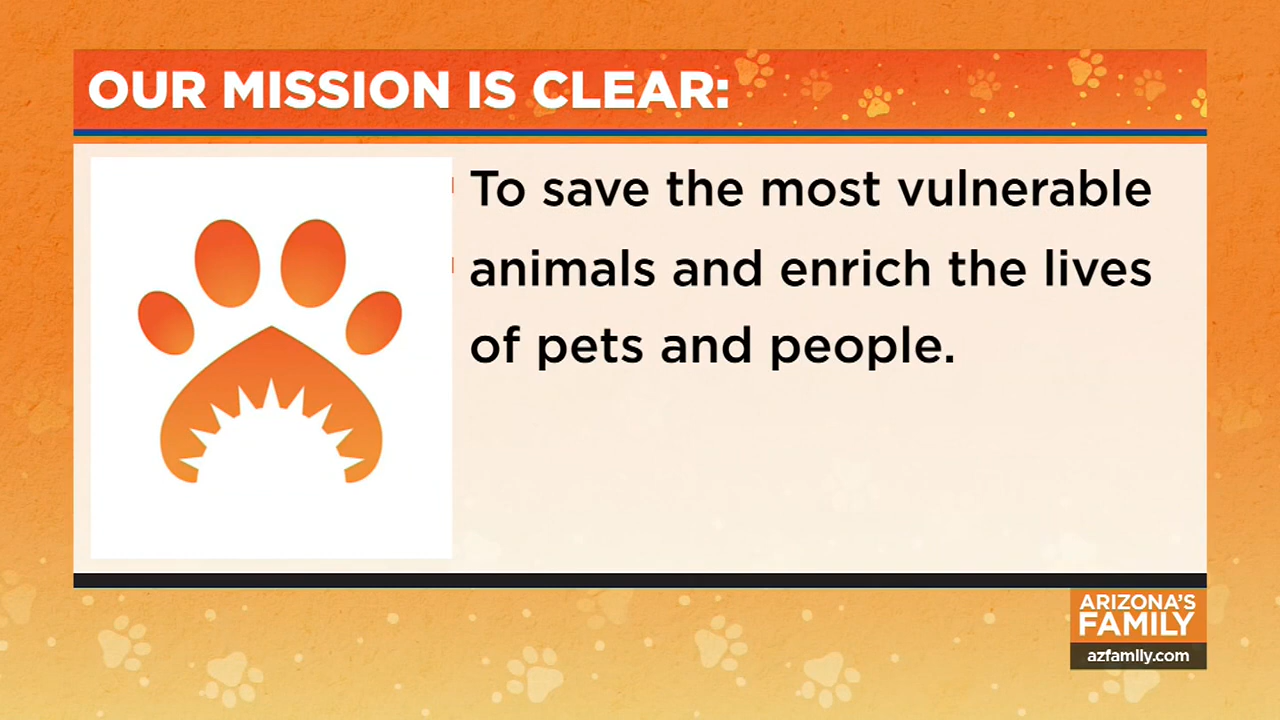 OUR MISSION IS CLEAR:
To save the most vulnerable
animals and enrich the lives
of pets and people.
ARIZONA'S
FAMILY
azfamily.com